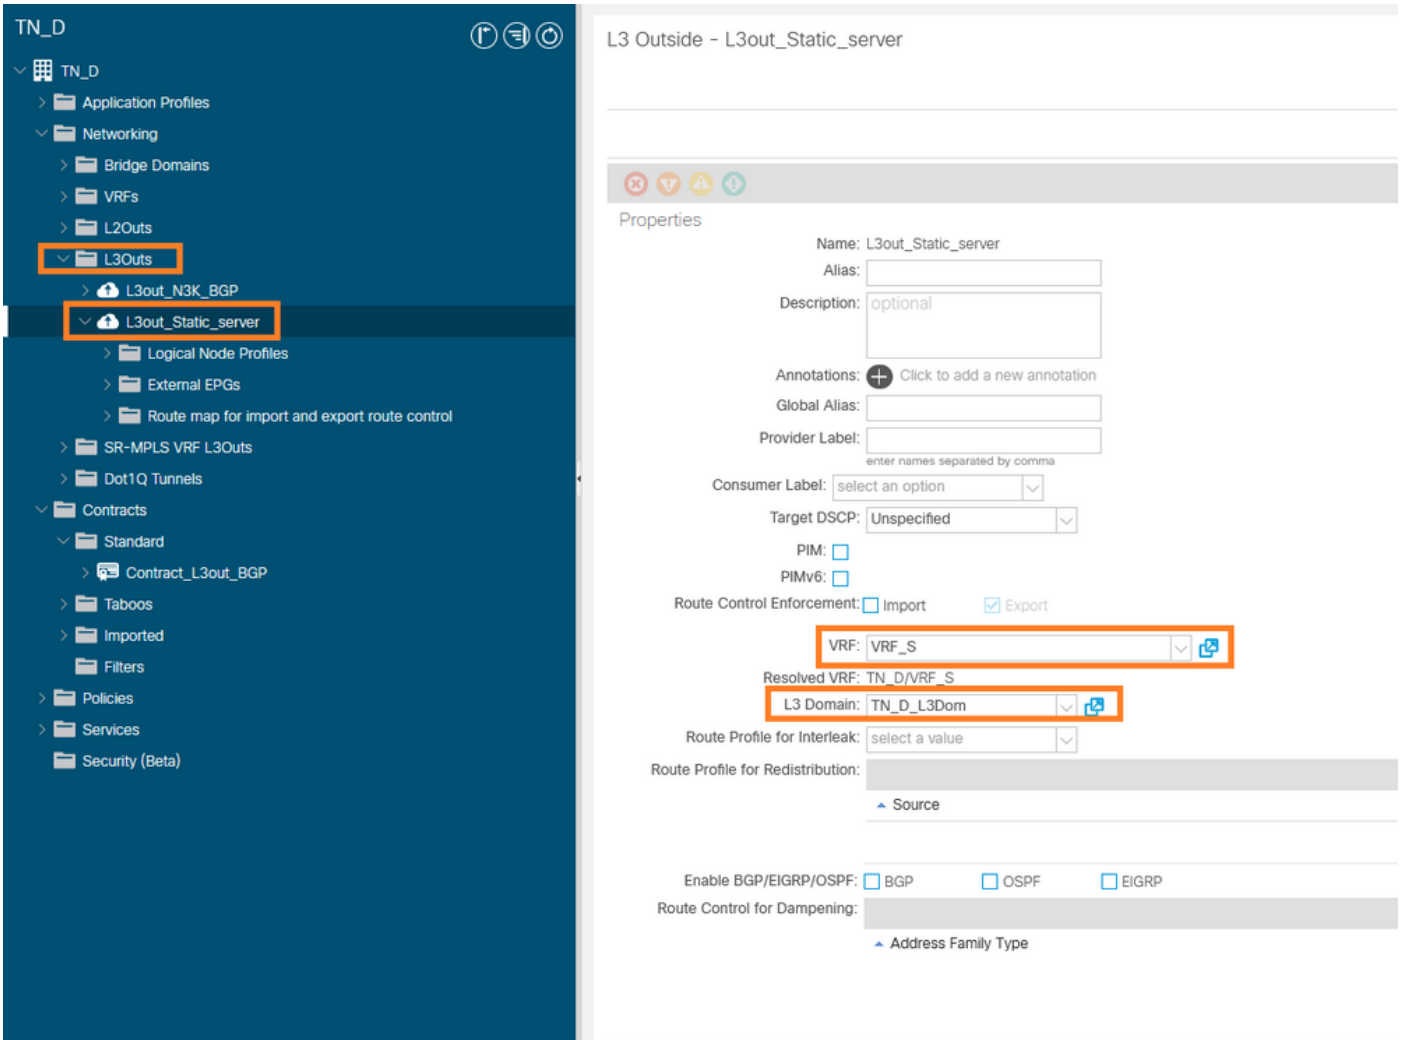 TN_D
TN_D
Application Profiles
Networking
Bridge Domains
VRFs
L2Outs
L3Outs
L3out_N3K_BGP
L3out_Static_server
Logical Node Profiles
External EPGs
Route map for import and export route control
SR-MPLS VRF L3Outs
Dot1Q Tunnels
Contracts
Standard
Contract_L3out_BGP
Taboos
Imported
Filters
Policies
Services
Security (Beta)
L3 Outside - L3out_Static_server
Properties
Name: L3out_Static_server
Alias:
Description: optional
Annotations: Click to add a new annotation
Global Alias:
Provider Label:
enter names separated by comma
Consumer Label: select an option
Target DSCP: Unspecified
PIM:
PIMv6:
Route Control Enforcement: Import Export
VRF: VRF_S
Resolved VRF: TN_D/VRF_S
L3 Domain: TN_D_L3Dom
Route Profile for Interleak: select a value
Route Profile for Redistribution:
Source
Enable BGP/EIGRP/OSPF: BGP OSPF EIGRP
Route Control for Dampening:
Address Family Type